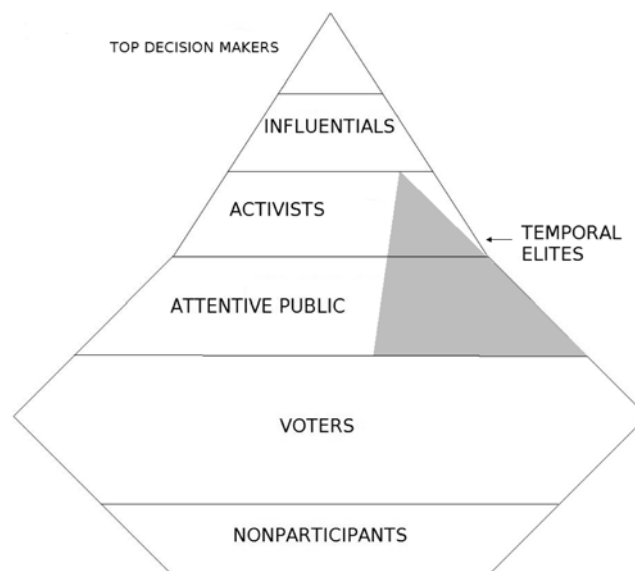 TOP DECISION MAKERS
INFLUENTIALS
ACTIVISTS
TEMPORAL
ELITES
ATTENTIVE PUBLIC
VOTERS
NONPARTICIPANTS